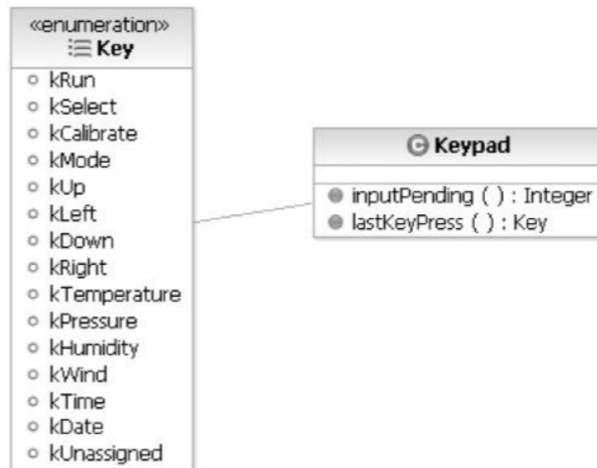 «enumeration»
Key
kRun
kSelect
kCalibrate
kMode
kUp
kLeft
kDown
kRight
kTemperature
kPressure
kHumidity
kWind
kTime
kDate
kUnassigned
C Keypad
inputPending ( ) : Integer
lastKeyPress ( ) : Key